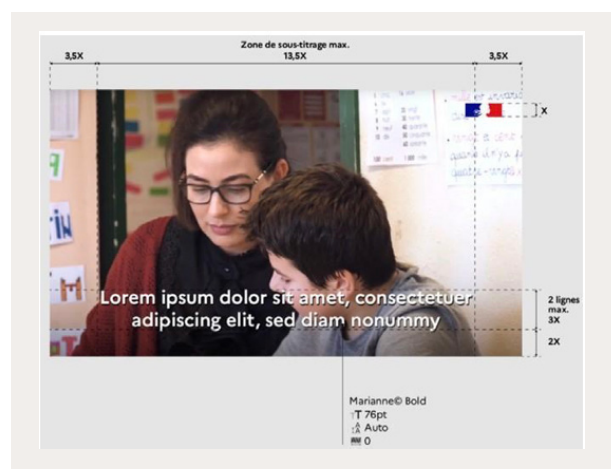 Zone de sous-titrage max.
3,5X 13,5X 3,5X
X
Lorem ipsum dolor sit amet, consectetuer
adipiscing elit, sed diam nonummy
2 lignes
max.
3X
2X
Marianne© Bold
76pt
Auto
0